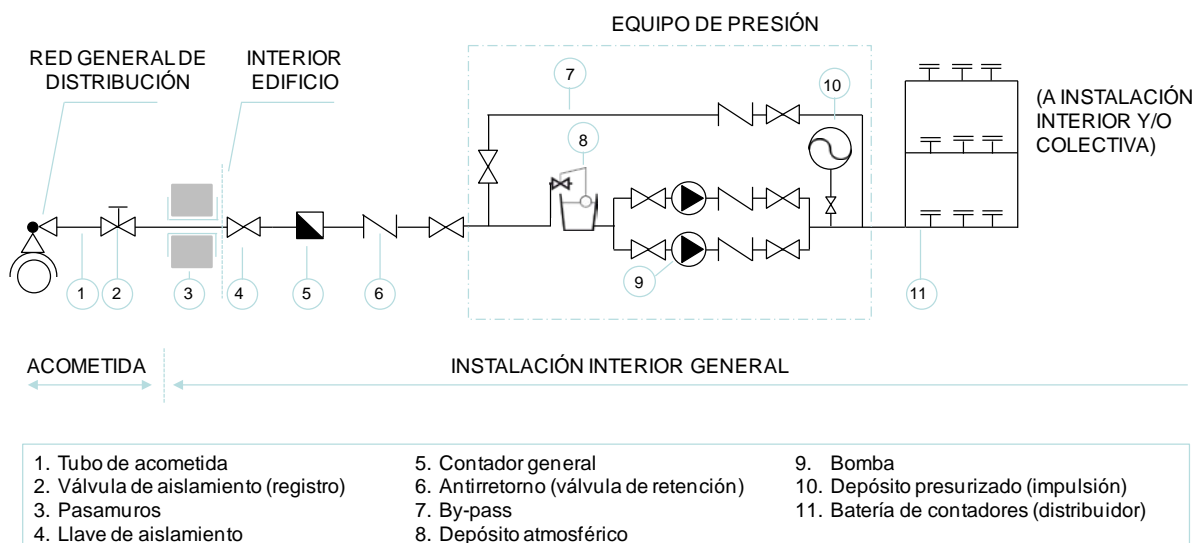 EQUIPO DE PRESIÓN
RED GENERAL DE
DISTRIBUCIÓN
INTERIOR
EDIFICIO
7
10
8
(A INSTALACIÓN
INTERIOR Y/O
COLECTIVA)
1
2
3
4
5
6
9
11
ACOMETIDA
INSTALACIÓN INTERIOR GENERAL
1. Tubo de acometida
2. Válvula de aislamiento (registro)
3. Pasamuros
4. Llave de aislamiento
5. Contador general
6. Antirretorno (válvula de retención)
7. By-pass
8. Depósito atmosférico
9. Bomba
10. Depósito presurizado (impulsión)
11. Batería de contadores (distribuidor)